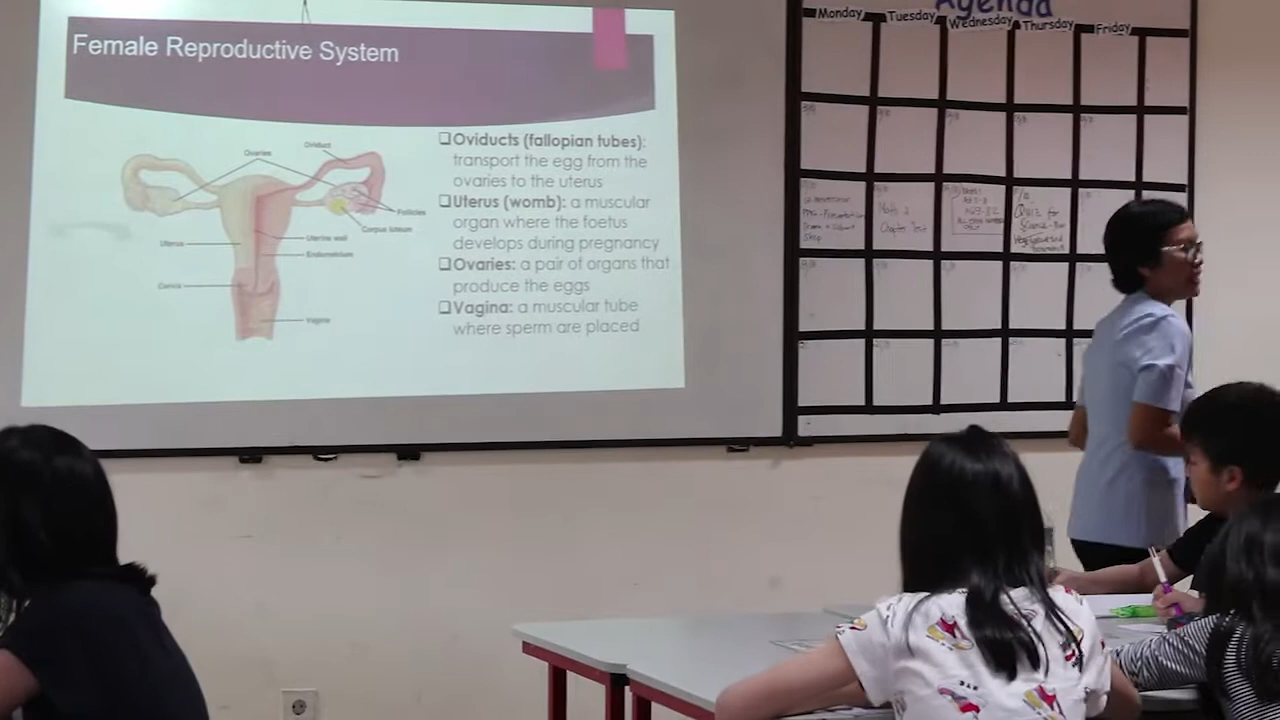 Female Reproductive System
Ovaries
Oviduct
Follicles
Corpus luteum
Uterus
Uterine wall
Endometrium
Cervix
Vagina
❑Oviducts (fallopian tubes):
transport the egg from the
ovaries to the uterus
❑Uterus (womb): a muscular
organ where the foetus
develops during pregnancy
❑Ovaries: a pair of organs that
produce the eggs
❑Vagina: a muscular tube
where sperm are placed
Agenda
Monday
Tuesday
Wednesday
Thursday
Friday
Math 2
Chapter Test
Math
Quiz for